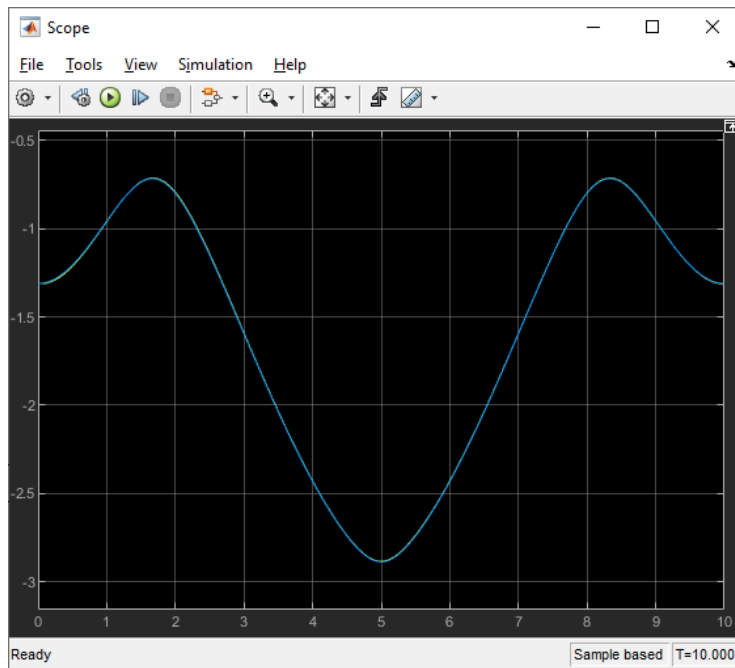 Scope
File Tools View Simulation Help
-0.5
-1
-1.5
-2
-2.5
-3
0 1 2 3 4 5 6 7 8 9 10
Ready Sample based T=10.000